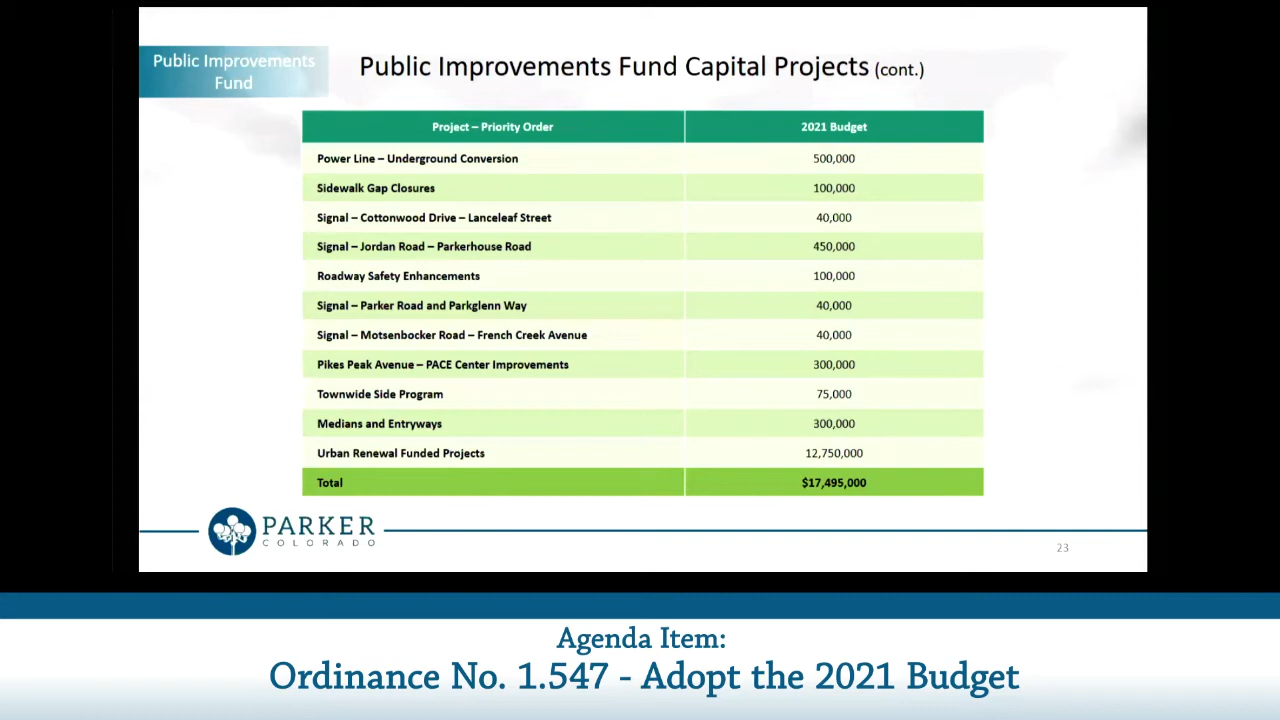 Public Improvements
Fund
Public Improvements Fund Capital Projects (cont.)
Project – Priority Order 2021 Budget
Power Line – Underground Conversion 500,000
Sidewalk Gap Closures 100,000
Signal – Cottonwood Drive – Lanceleaf Street 40,000
Signal – Jordan Road – Parkerhouse Road 450,000
Roadway Safety Enhancements 100,000
Signal – Parker Road and Parkglenn Way 40,000
Signal – Motsenbocker Road – French Creek Avenue 40,000
Pikes Peak Avenue – PACE Center Improvements 300,000
Townwide Side Program 75,000
Medians and Entryways 300,000
Urban Renewal Funded Projects 12,750,000
Total $17,495,000
PARKER
COLORADO
23
Agenda Item:
Ordinance No. 1.547 - Adopt the 2021 Budget